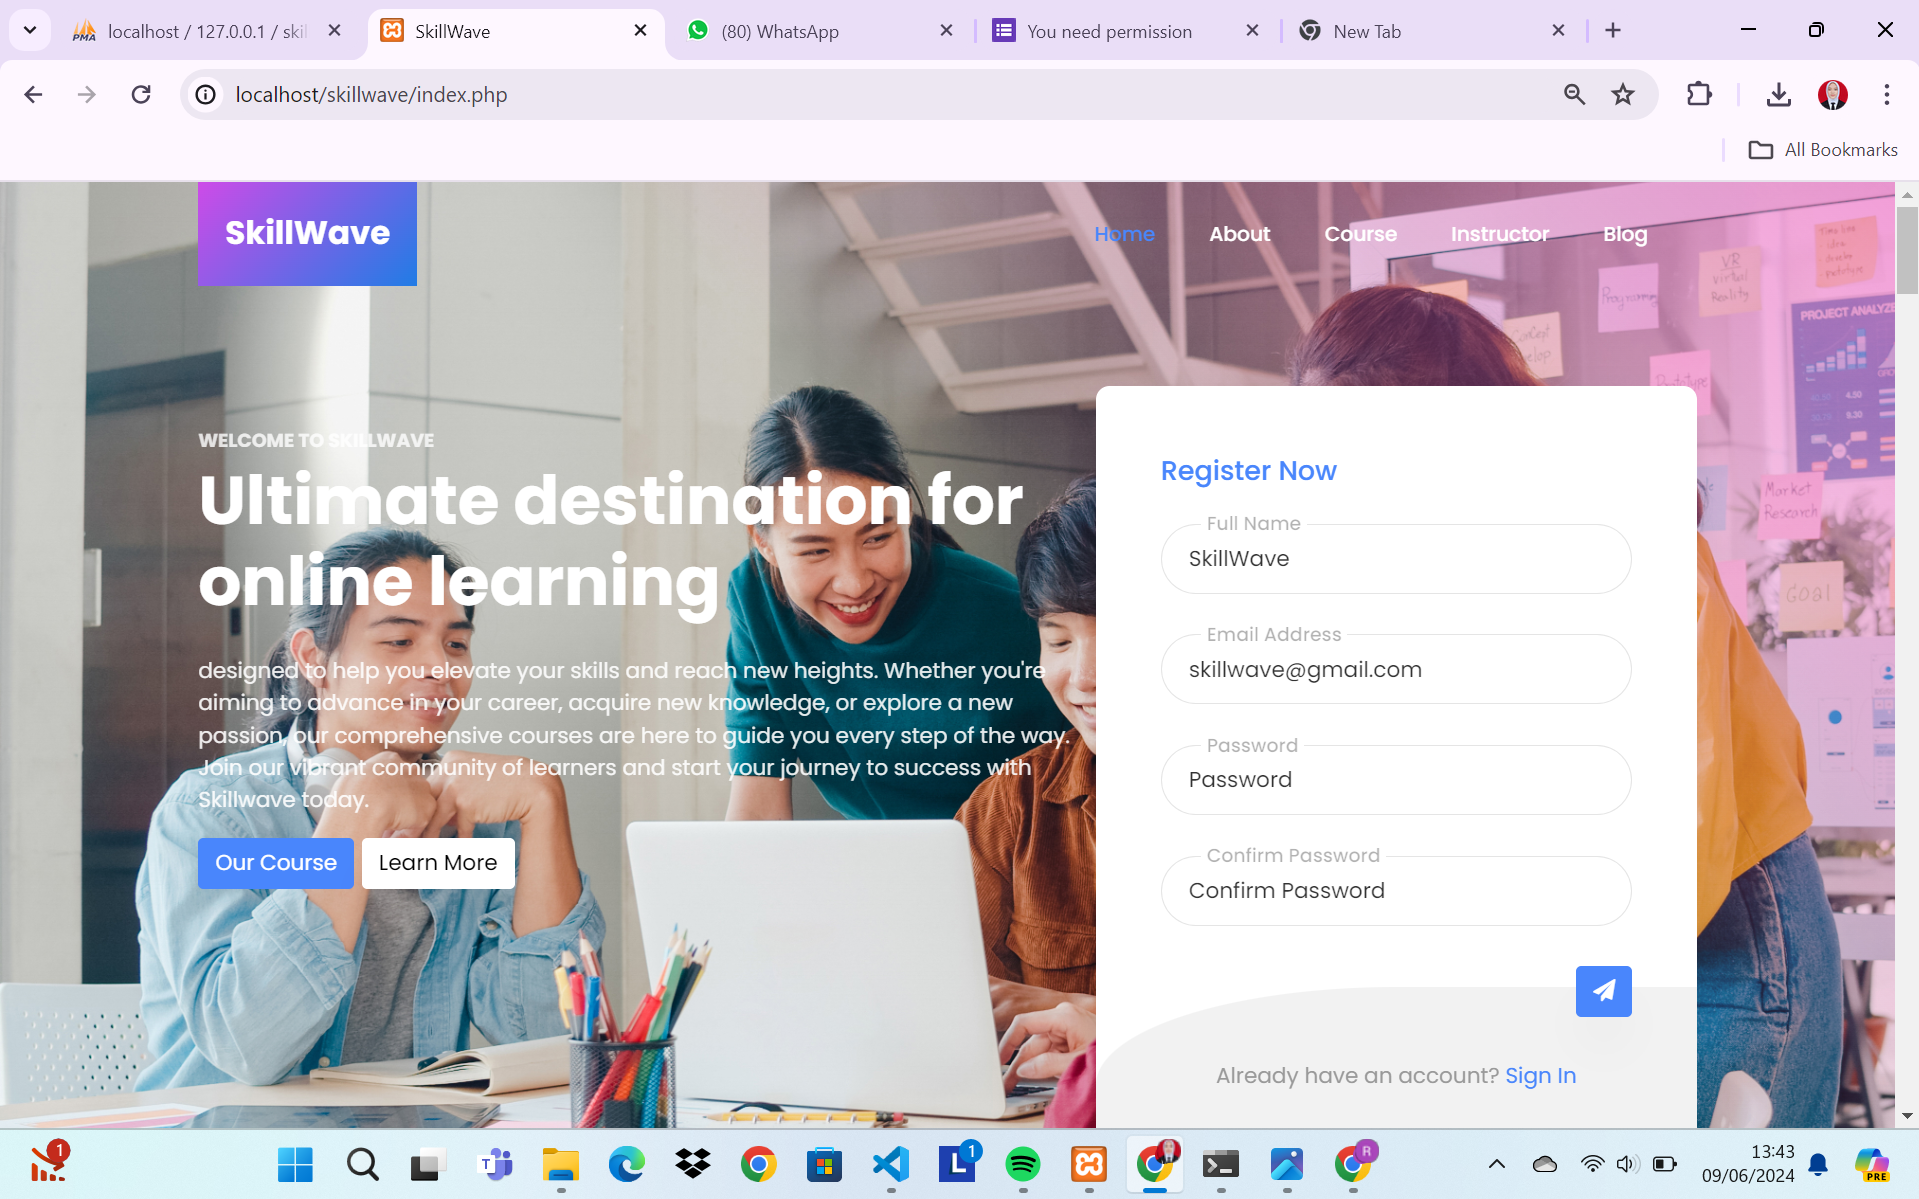 localhost / 127.0.0.1 / skil
SkillWave
(80) WhatsApp
You need permission
New Tab
localhost/skillwave/index.php
All Bookmarks
SkillWave
Home
About
Course
Instructor
Blog
WELCOME TO SKILLWAVE
Ultimate destination for
online learning
designed to help you elevate your skills and reach new heights. Whether you're
aiming to advance in your career, acquire new knowledge, or explore a new
passion, our comprehensive courses are here to guide you every step of the way.
Join our vibrant community of learners and start your journey to success with
Skillwave today.
Our Course
Learn More
Register Now
Full Name
SkillWave
Email Address
skillwave@gmail.com
Password
Password
Confirm Password
Confirm Password
Already have an account? Sign In
VR
Virtual
Reality
Programming
PROJECT ANALYZE
Prototype
Market
Research
GOAL
1
1
R
PRE
13:43
09/06/2024